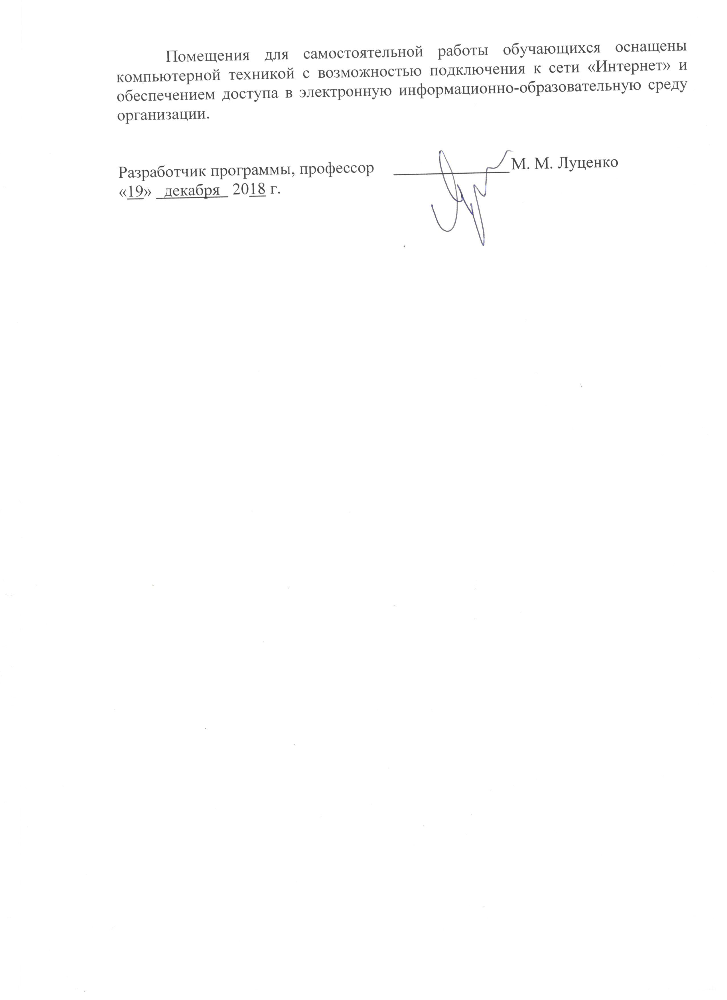 Помещения для самостоятельной работы обучающихся оснащены
компьютерной техникой с возможностью подключения к сети «Интернет» и
обеспечением доступа в электронную информационно-образовательную среду
организации.
Разработчик программы, профессор ______________ М. М. Луценко
«19» декабря 2018 г.